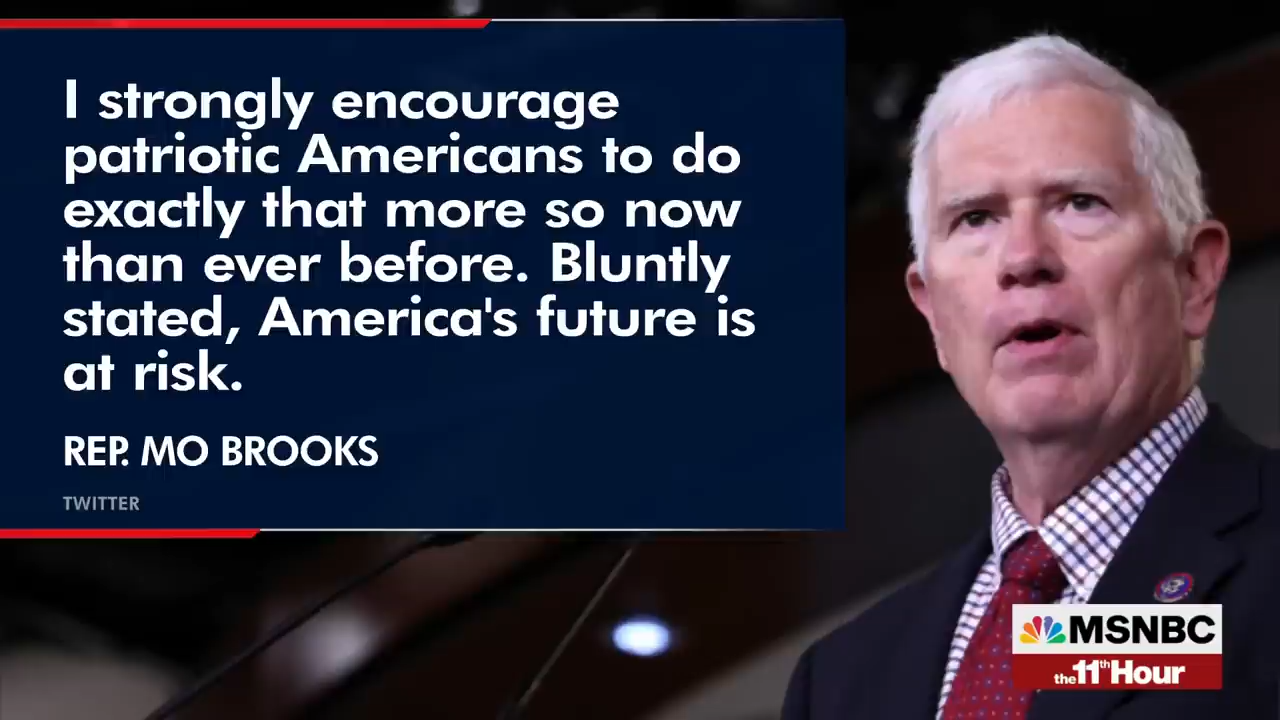 I strongly encourage
patriotic Americans to do
exactly that more so now
than ever before. Bluntly
stated, America's future is
at risk.
REP. MO BROOKS
TWITTER
MSNBC
the 11th Hour